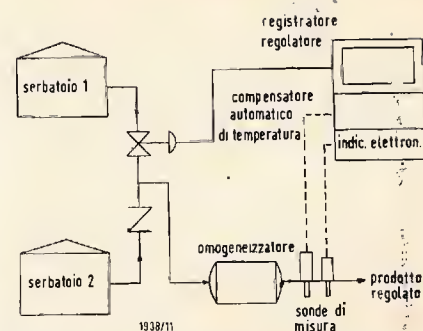 registratore
regolatore
serbatoio 1
compensatore
automatico
di temperatura
indic. elettron.
omogeneizzatore
serbatoio 2
prodotto
regolato
sonde di
misura
1938/11